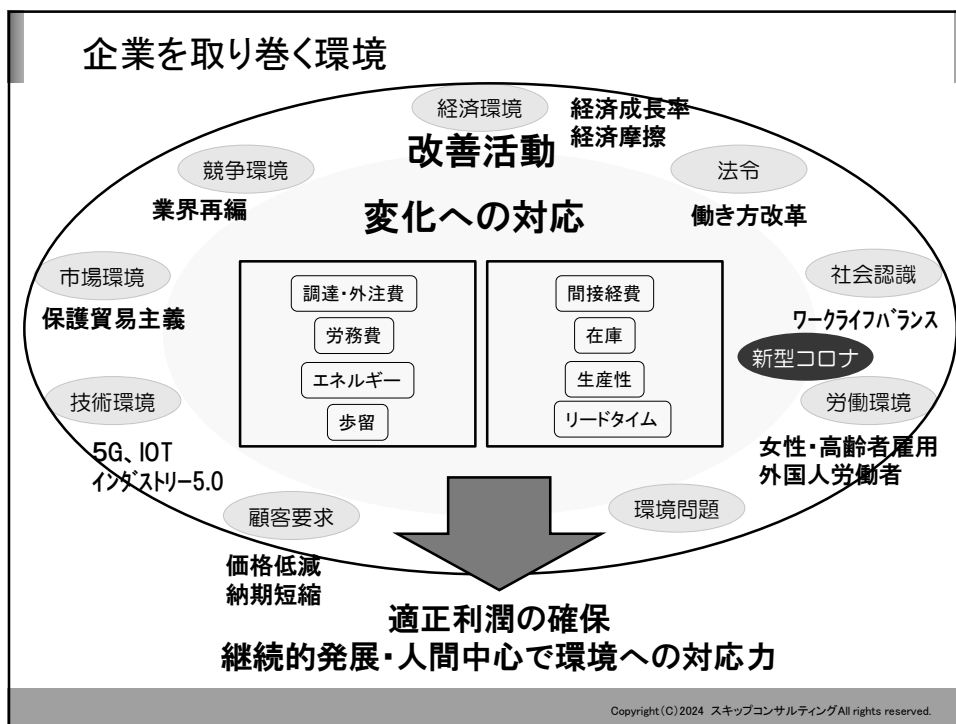 企業を取り巻く環境
経済環境
経済成長率
経済摩擦
改善活動
競争環境
業界再編
法令
働き方改革
変化への対応
市場環境
保護貿易主義
社会認識
ワークライフバランス
新型コロナ
調達・外注費
労務費
エネルギー
歩留
間接経費
在庫
生産性
リードタイム
技術環境
5G、IOT
インダストリー5.0
労働環境
女性・高齢者雇用
外国人労働者
顧客要求
価格低減
納期短縮
環境問題
適正利潤の確保
継続的発展・人間中心で環境への対応力
Copyright(C)2024 スキップコンサルティングAll rights reserved.